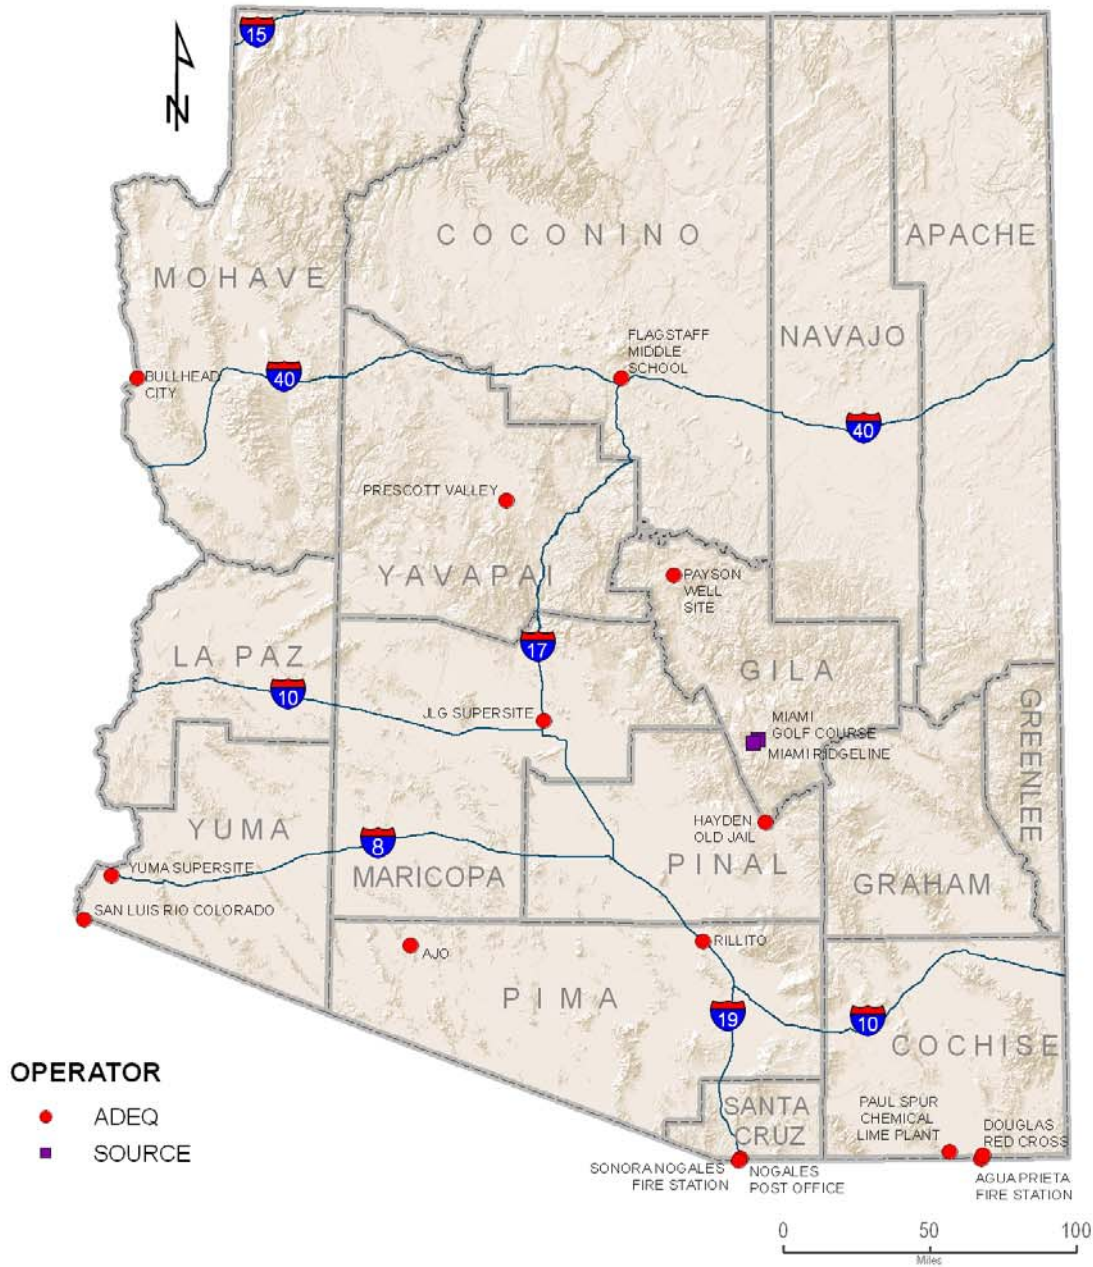 15
N
COCONINO
APACHE
MOHAVE
NAVAJO
FLAGSTAFF
MIDDLE
SCHOOL
BULLHEAD
CITY
40
40
PRESCOTT VALLEY
YAVAPAI
PAYSON
WELL
SITE
17
LA PAZ
10
GILA
GREENLEE
JLG SUPERSITE
MIAMI
GOLF COURSE
MIAMI RIDGELINE
YUMA
8
HAYDEN
OLD JAIL
PINAL
MARICOPA
GRAHAM
YUMA SUPERSITE
SAN LUIS RIO COLORADO
AJO
RILLITO
PIMA
19
10
COCHISE
OPERATOR
ADEQ
SOURCE
SANTA
CRUZ
PAUL SPUR
CHEMICAL
LIME PLANT
DOUGLAS
RED CROSS
SONORA NOGALES
FIRE STATION
NOGALES
POST OFFICE
AGUA PRIETA
FIRE STATION
0 50 100
Miles